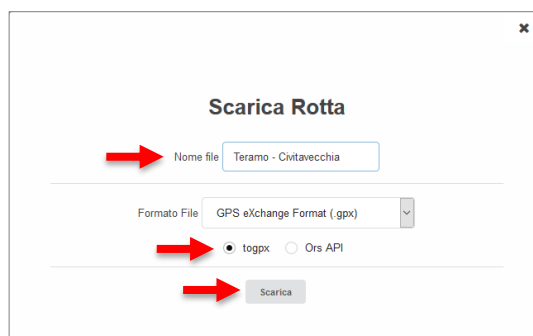 Scarica Rotta
Nome file Teramo - Civitavecchia
Formato File GPS eXchange Format (.gpx)
togpx Ors API
Scarica